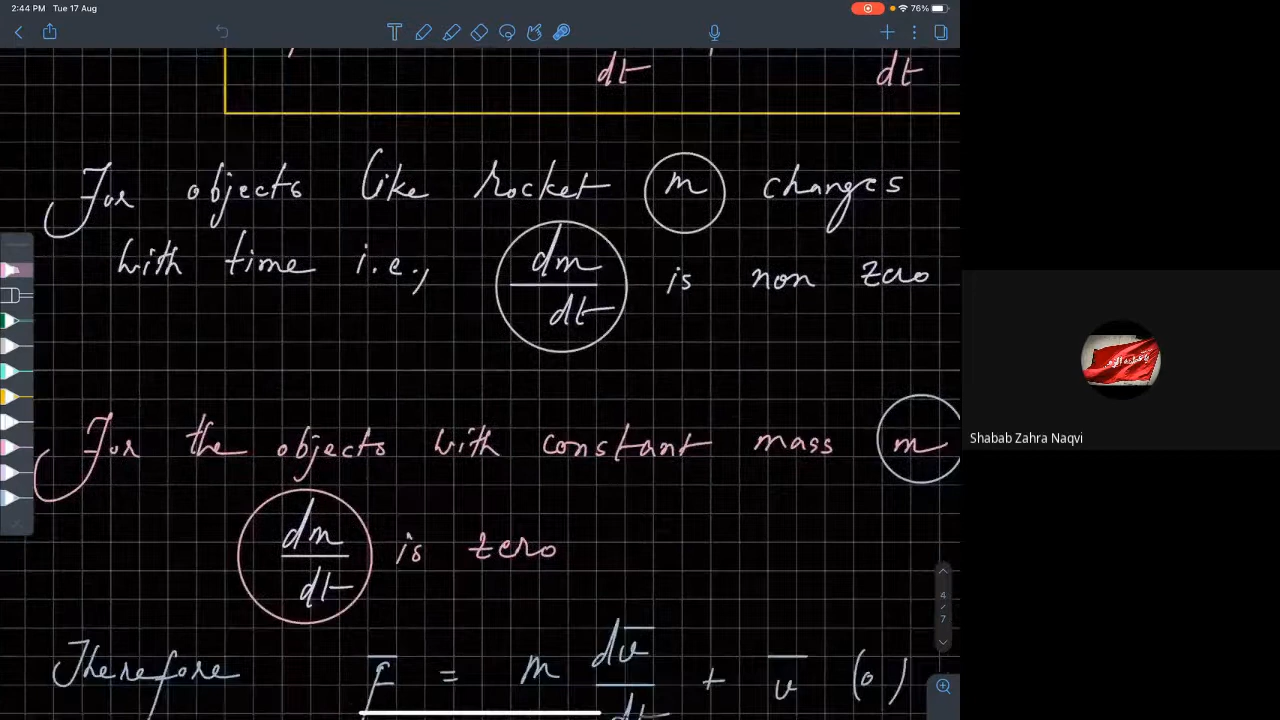 2:44 PM Tue 17 Aug
76%
dt dt
For objects like rocket m changes
with time i.e., dm/dt is non zero
For the objects with constant mass m
dm/dt is zero
Therefore F̅ = m dv̅/dt + v̅ (0)
4/7
Shabab Zahra Naqvi